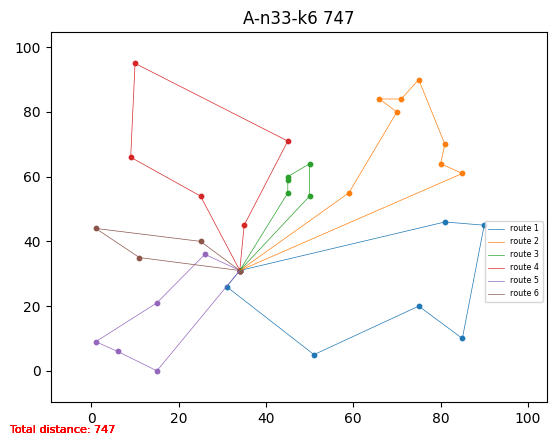 A-n33-k6 747
100
80
60
40
20
0
0 20 40 60 80 100
route 1
route 2
route 3
route 4
route 5
route 6
Total distance: 747